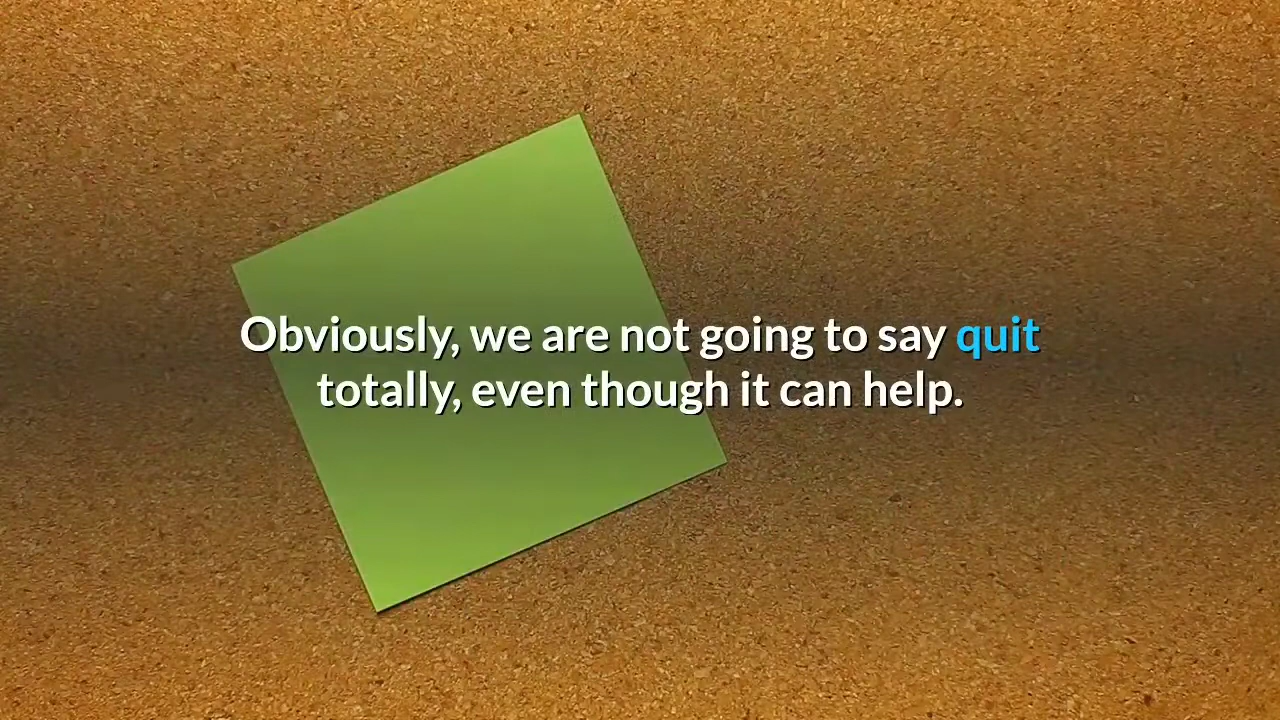 Obviously, we are not going to say quit
totally, even though it can help.